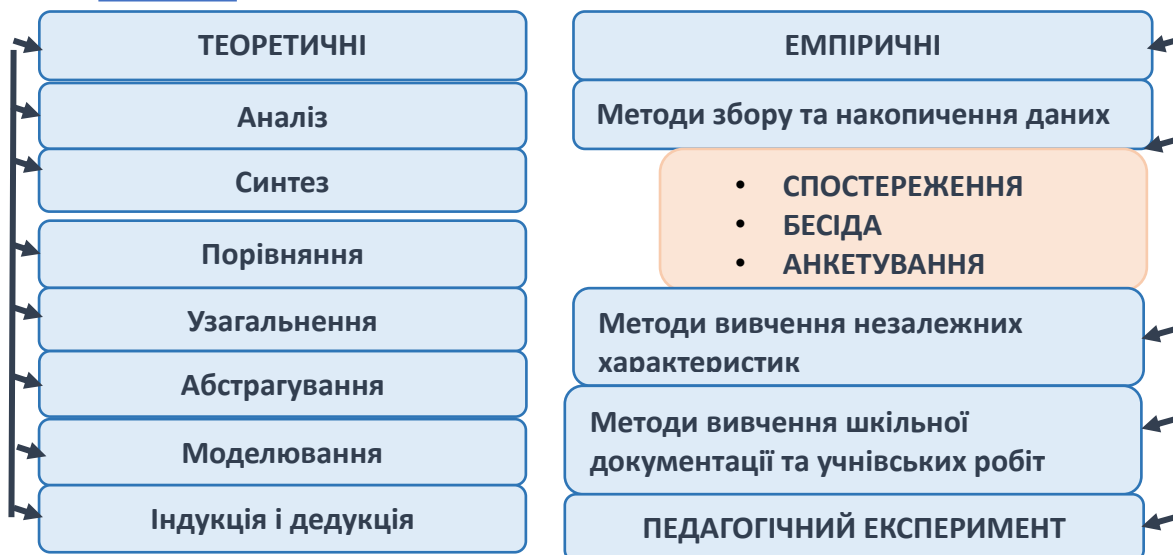 ТЕОРЕТИЧНІ
Аналіз
Синтез
Порівняння
Узагальнення
Абстрагування
Моделювання
Індукція і дедукція
ЕМПІРИЧНІ
Методи збору та накопичення даних
• СПОСТЕРЕЖЕННЯ
• БЕСІДА
• АНКЕТУВАННЯ
Методи вивчення незалежних
характеристик
Методи вивчення шкільної
документації та учнівських робіт
ПЕДАГОГІЧНИЙ ЕКСПЕРИМЕНТ